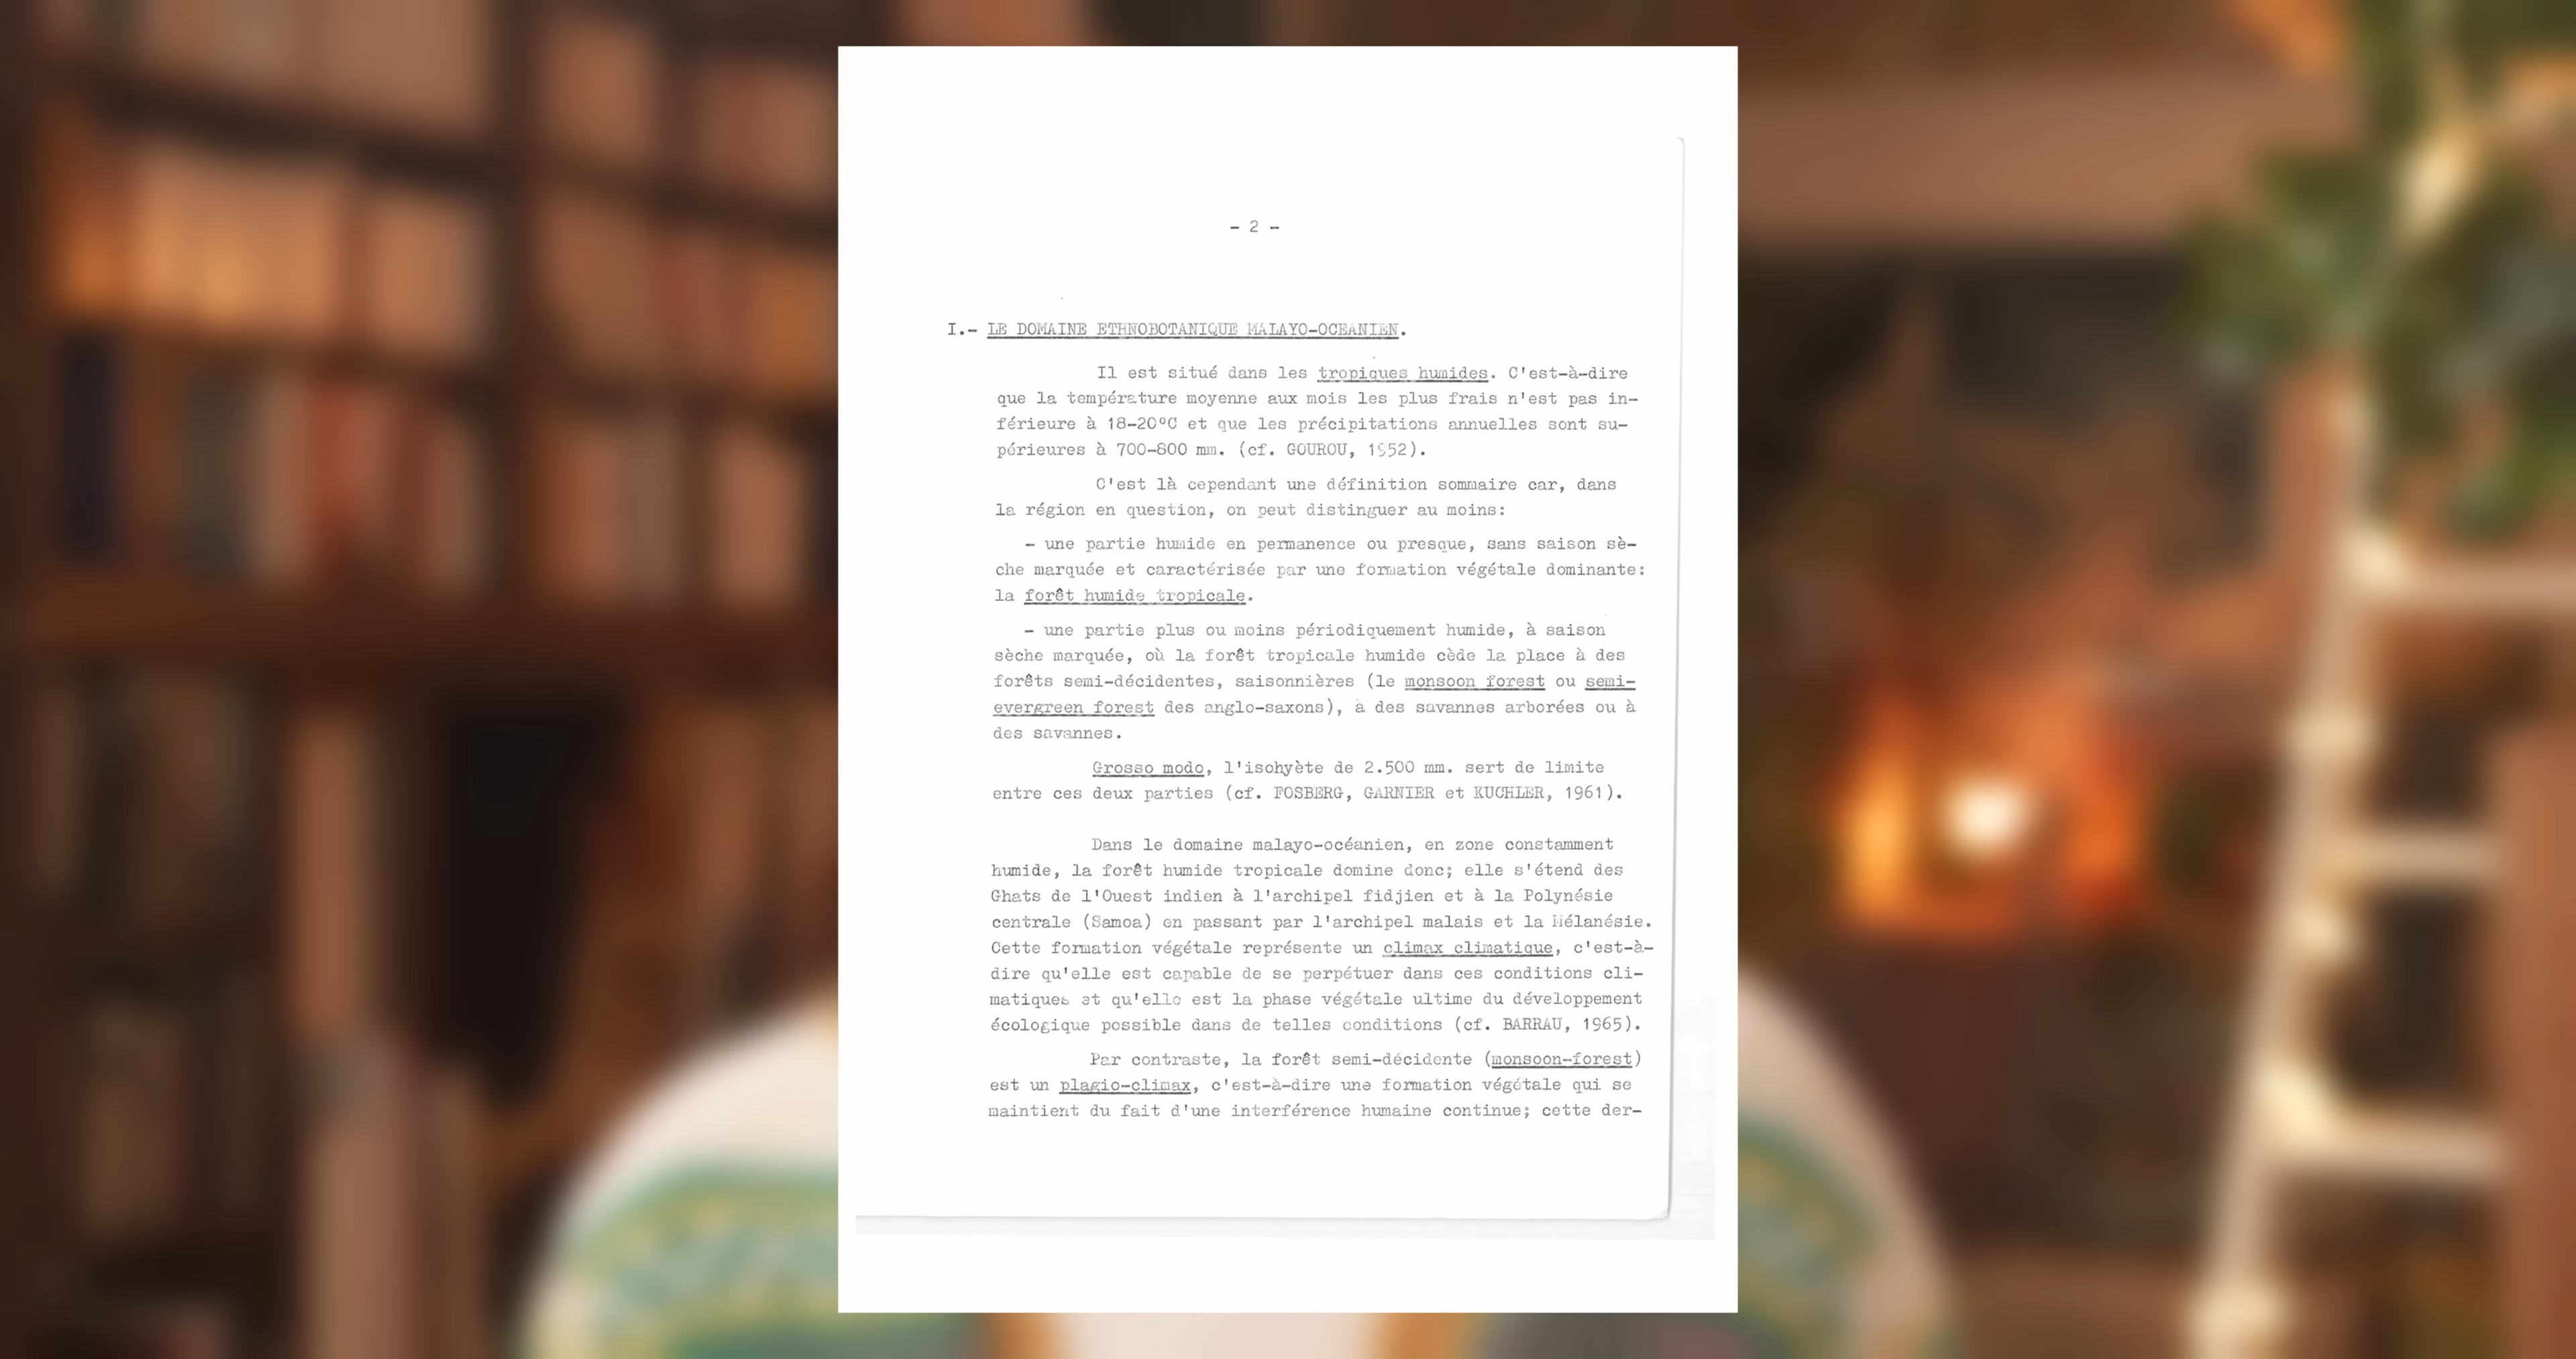 - 2 -
I.- LE DOMAINE ETHNOBOTANIQUE MALAYO-OCEANIEN.
Il est situé dans les tropiques humides. C'est-à-dire
que la température moyenne aux mois les plus frais n'est pas in-
férieure à 18-20°C et que les précipitations annuelles sont su-
périeures à 700-800 mm. (cf. GOUROU, 1952).
C'est là cependant une définition sommaire car, dans
la région en question, on peut distinguer au moins:
- une partie humide en permanence ou presque, sans saison sè-
che marquée et caractérisée par une formation végétale dominante:
la forêt humide tropicale.
- une partie plus ou moins périodiquement humide, à saison
sèche marquée, où la forêt tropicale humide cède la place à des
forêts semi-décidentes, saisonnières (le monsoon forest ou semi-
evergreen forest des anglo-saxons), à des savannes arborées ou à
des savannes.
Grosso modo, l'isohyète de 2.500 mm. sert de limite
entre ces deux parties (cf. FOSBERG, GARNIER et KUCHLER, 1961).
Dans le domaine malayo-océanien, en zone constamment
humide, la forêt humide tropicale domine donc; elle s'étend des
Ghats de l'Ouest indien à l'archipel fidjien et à la Polynésie
centrale (Samoa) en passant par l'archipel malais et la Mélanésie.
Cette formation végétale représente un climax climatique, c'est-à-
dire qu'elle est capable de se perpétuer dans ces conditions cli-
matiques et qu'elle est la phase végétale ultime du développement
écologique possible dans de telles conditions (cf. BARRAU, 1965).
Par contraste, la forêt semi-décidente (monsoon-forest)
est un plagio-climax, c'est-à-dire une formation végétale qui se
maintient du fait d'une interférence humaine continue; cette der-